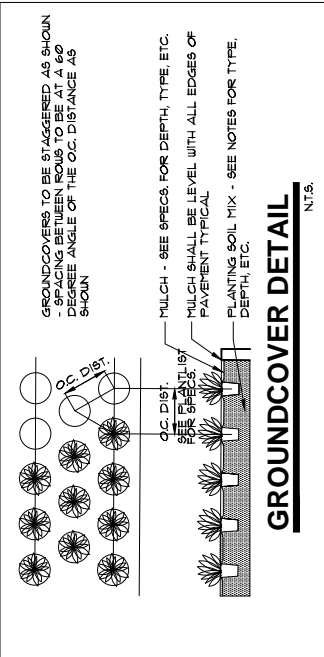 GROUNDCOVERS TO BE STAGGERED AS SHOWN
- SPACING BETWEEN ROWS TO BE AT A 60
DEGREE ANGLE OF THE O.C. DISTANCE AS
SHOWN
O.C. DIST.
O.C. DIST.
SEE PLANTLIST
FOR SPECS.
MULCH - SEE SPECS. FOR DEPTH, TYPE, ETC.
MULCH SHALL BE LEVEL WITH ALL EDGES OF
PAVEMENT TYPICAL
PLANTING SOIL MIX - SEE NOTES FOR TYPE,
DEPTH, ETC.
GROUNDCOVER DETAIL
N.T.S.